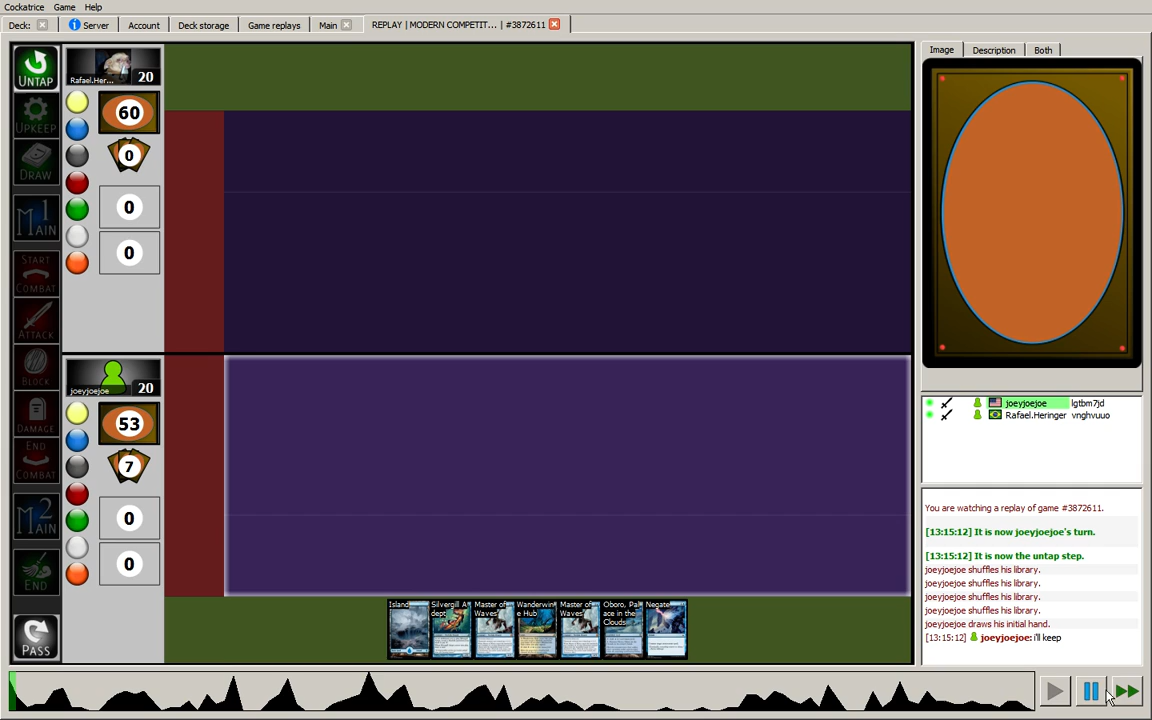 Cockatrice Game Help
Deck: Server Account Deck storage Game replays Main REPLAY | MODERN COMPETIT... | #3872611
UNTAP
UPKEEP
DRAW
1 MAIN
START COMBAT
ATTACK
BLOCK
DAMAGE
END COMBAT
2 MAIN
END
PASS
Rafael.Her... 20
60
0
0
0
joeyjoejoe 20
53
7
0
0
Island
Silvergill Adept
Master of Waves
Wanderwine Hub
Master of Waves
Oboro, Palace in the Clouds
Negate
Image Description Both
joeyjoejoe lgtbm7jd
Rafael.Heringer vnghvuuo
You are watching a replay of game #3872611.
[13:15:12] It is now joeyjoejoe's turn.
[13:15:12] It is now the untap step.
joeyjoejoe shuffles his library.
joeyjoejoe shuffles his library.
joeyjoejoe shuffles his library.
joeyjoejoe shuffles his library.
joeyjoejoe draws his initial hand.
[13:15:12] joeyjoejoe: i'll keep